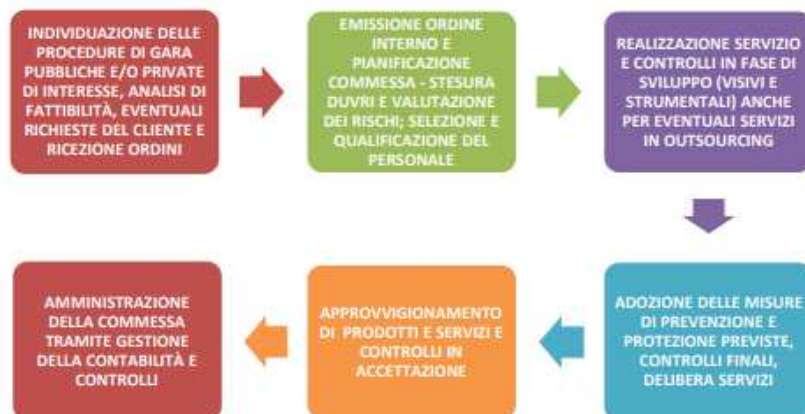 INDIVIDUAZIONE DELLE
PROCEDURE DI GARA
PUBBLICHE E/O PRIVATE
DI INTERESSE, ANALISI DI
FATTIBILITÀ, EVENTUALI
RICHIESTE DEL CLIENTE E
RICEZIONE ORDINI
EMISSIONE ORDINE
INTERNO E
PIANIFICAZIONE
COMMESSA - STESURA
DUVRI E VALUTAZIONE
DEI RISCHI; SELEZIONE E
QUALIFICAZIONE DEL
PERSONALE
REALIZZAZIONE SERVIZIO
E CONTROLLI IN FASE DI
SVILUPPO (VISIVI E
STRUMENTALI) ANCHE
PER EVENTUALI SERVIZI
IN OUTSOURCING
ADOZIONE DELLE MISURE
DI PREVENZIONE E
PROTEZIONE PREVISTE,
CONTROLLI FINALI,
DELIBERA SERVIZI
APPROVVIGIONAMENTO
DI PRODOTTI E SERVIZI E
CONTROLLI IN
ACCETTAZIONE
AMMINISTRAZIONE
DELLA COMMESSA
TRAMITE GESTIONE
DELLA CONTABILITÀ E
CONTROLLI